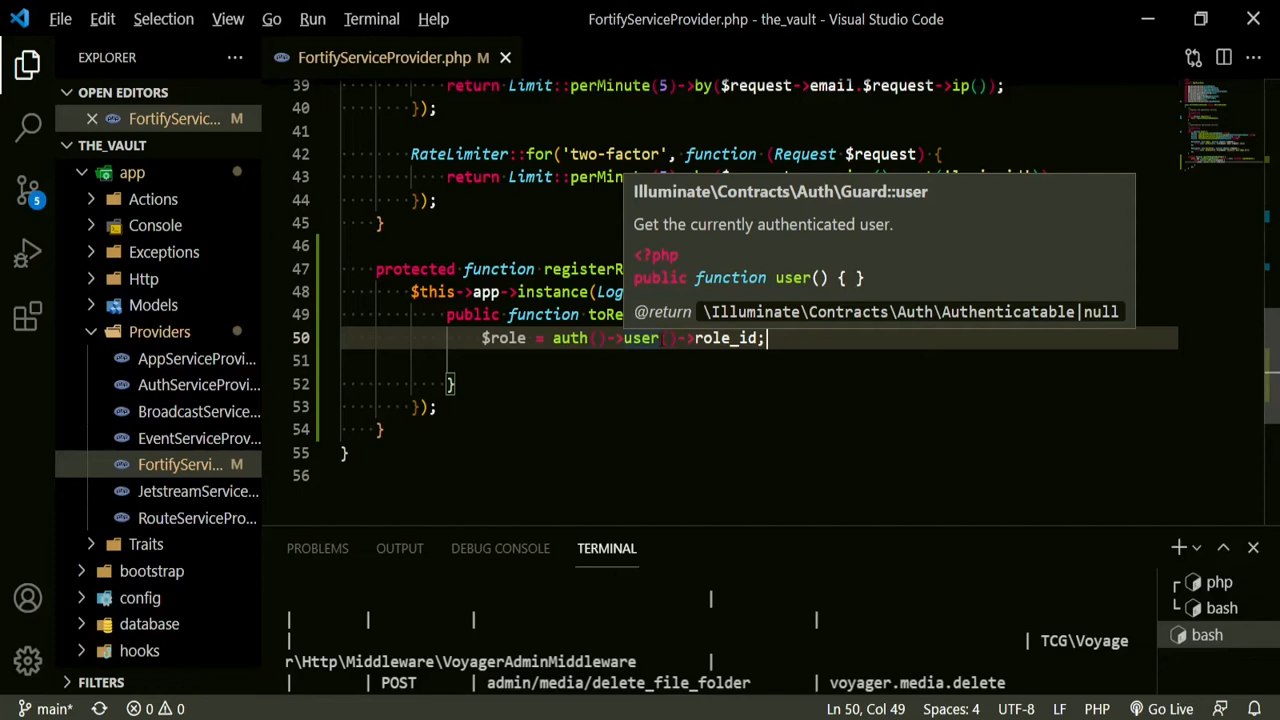 File Edit Selection View Go Run Terminal Help FortifyServiceProvider.php - the_vault - Visual Studio Code
EXPLORER
FortifyServiceProvider.php M
OPEN EDITORS
FortifyServic... M
THE_VAULT
app
Actions
Console
Exceptions
Http
Models
Providers
AppServiceProvi...
AuthServiceProvi...
BroadcastService...
EventServiceProv...
FortifyServi... M
JetstreamService...
RouteServicePro...
Traits
bootstrap
config
database
hooks
FILTERS
5
39 return Limit::perMinute(5)->by($request->email.$request->ip());
40 });
41
42 RateLimiter::for('two-factor', function (Request $request) {
43 return Limit::perMinute
44 });
45 }
46
47 protected function registerR
48 $this->app->instance(Log
49 public function toRe
50 $role = auth()->user()->role_id;
51
52 }
53 });
54 }
55 }
56
Illuminate\Contracts\Auth\Guard::user
Get the currently authenticated user.
<?php
public function user() { }
@return \Illuminate\Contracts\Auth\Authenticatable|null
PROBLEMS OUTPUT DEBUG CONSOLE TERMINAL
|
| | | |
| | TCG\Voyage
r\Http\Middleware\VoyagerAdminMiddleware |
| | POST | admin/media/delete_file_folder | voyager.media.delete
php
bash
bash
main* 0 0 Ln 50, Col 49 Spaces: 4 UTF-8 LF PHP Go Live